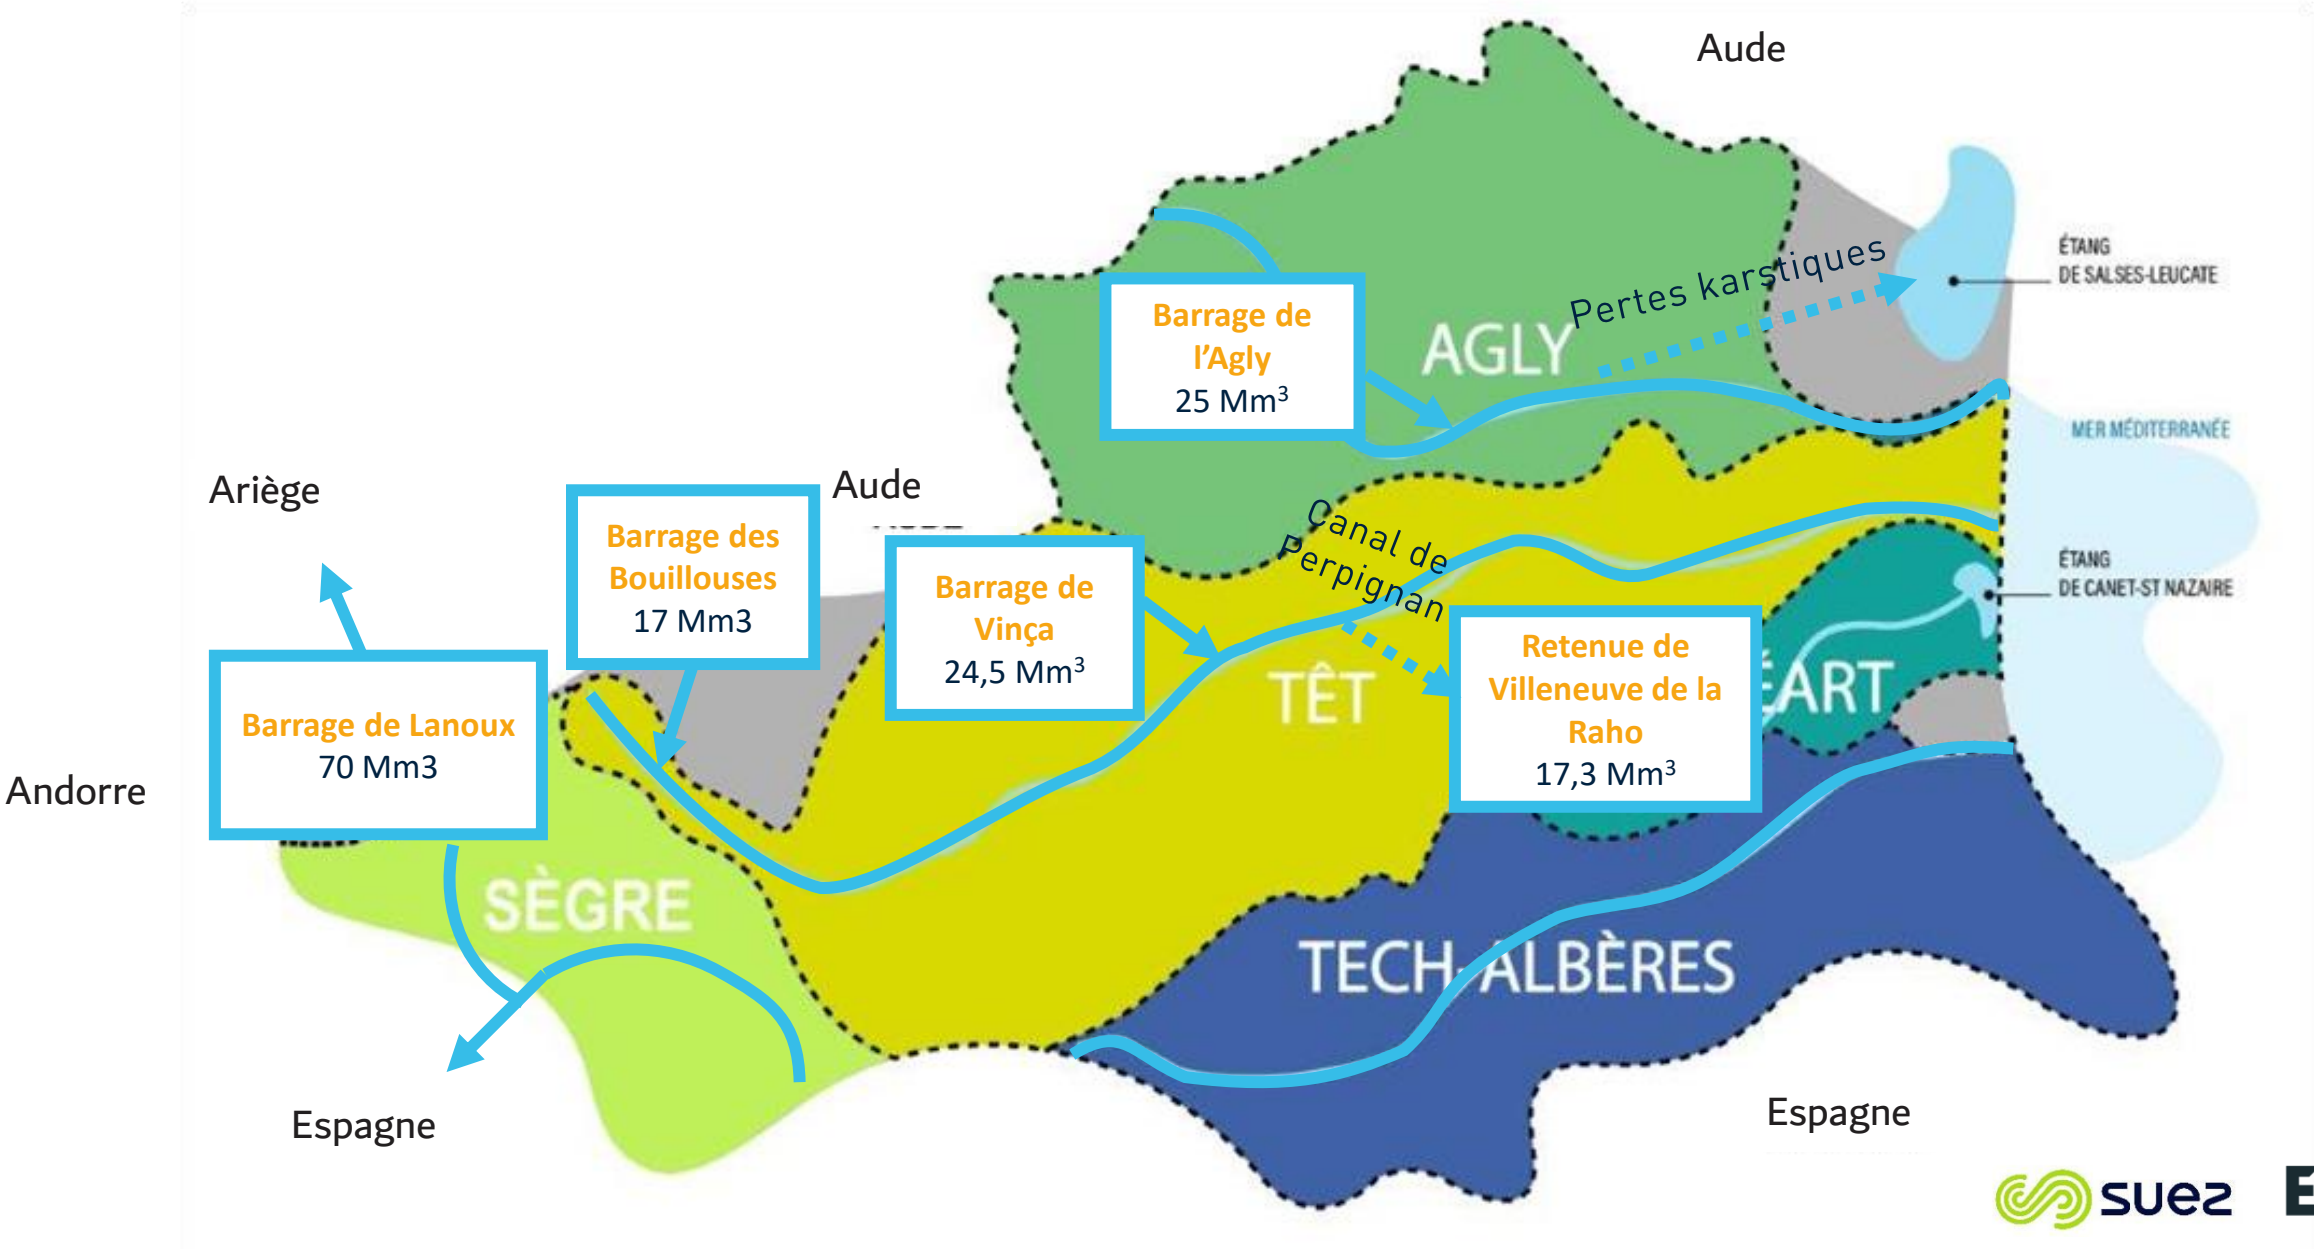 Aude
ÉTANG
DE SALSES-LEUCATE
Pertes karstiques
Barrage de
l'Agly
25 Mm³
AGLY
MER MÉDITERRANÉE
Ariège
Aude
Barrage des
Bouillouses
17 Mm3
Canal de
Perpignan
Barrage de
Vinça
24,5 Mm³
ÉTANG
DE CANET-ST NAZAIRE
Retenue de
Villeneuve de la
Raho
17,3 Mm³
TÊT
ÉART
Barrage de Lanoux
70 Mm3
Andorre
SÈGRE
TECH-ALBÈRES
Espagne
Espagne
suez